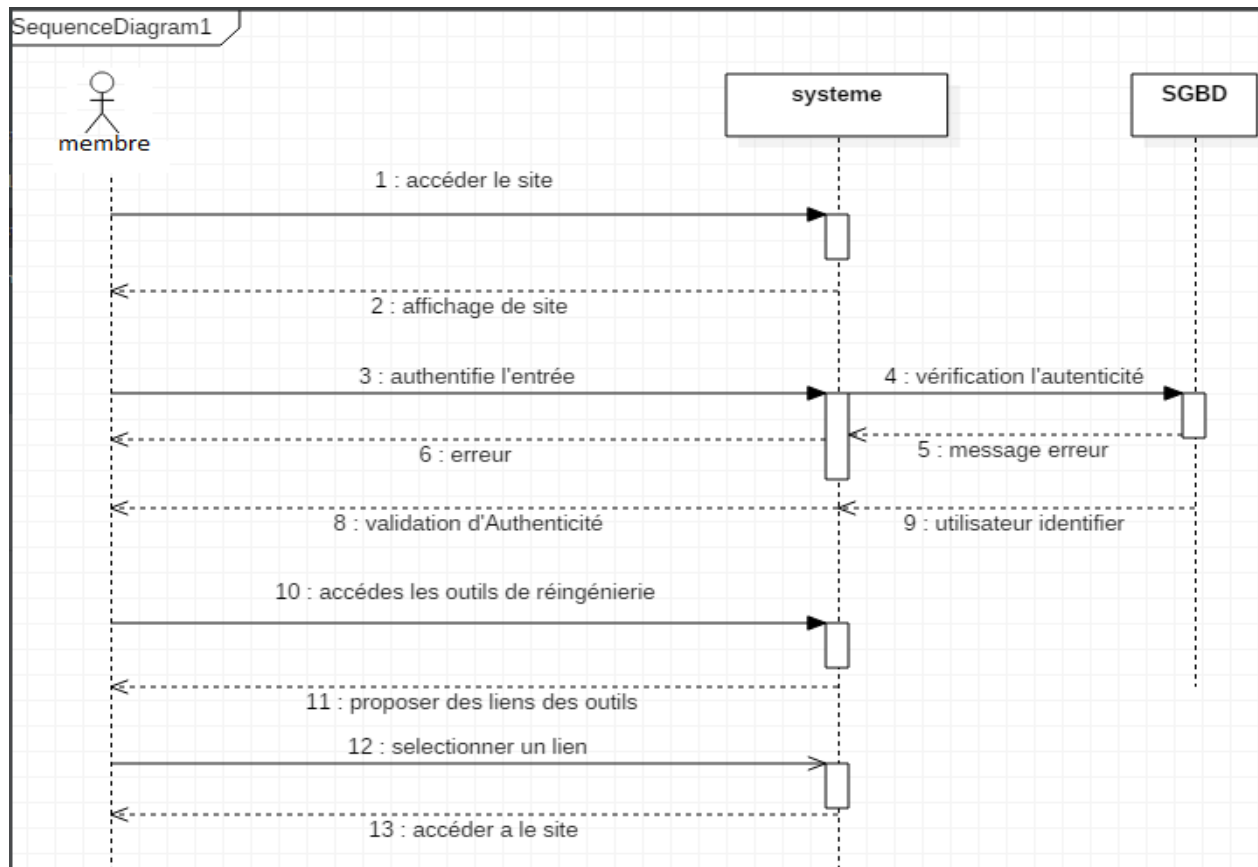 SequenceDiagram1
membre
systeme
SGBD
1 : accéder le site
2 : affichage de site
3 : authentifie l'entrée
4 : vérification l'autenticité
5 : message erreur
6 : erreur
8 : validation d'Authenticité
9 : utilisateur identifier
10 : accédes les outils de réingénierie
11 : proposer des liens des outils
12 : selectionner un lien
13 : accéder a le site